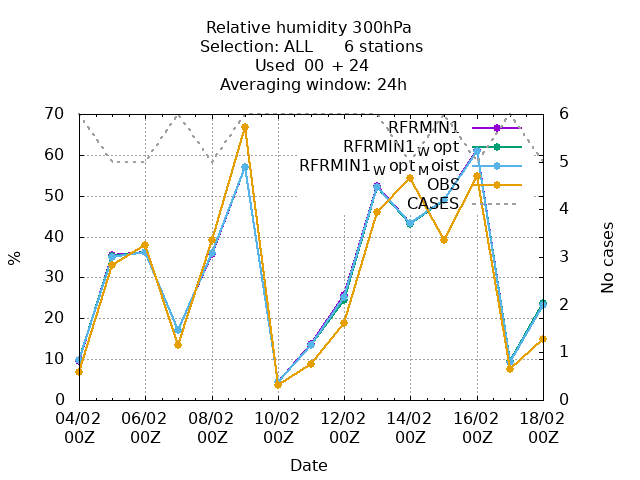 Relative humidity 300hPa
Selection: ALL 6 stations
Used 00 + 24
Averaging window: 24h
70 6
RFRMIN1
RFRMIN1_W opt
60 5
RFRMIN1_W opt_M oist
OBS
50 4
CASES
40
30 3
20 2
10 1
0 0
%
No cases
04/02 06/02 08/02 10/02 12/02 14/02 16/02 18/02
00Z 00Z 00Z 00Z 00Z 00Z 00Z 00Z
Date